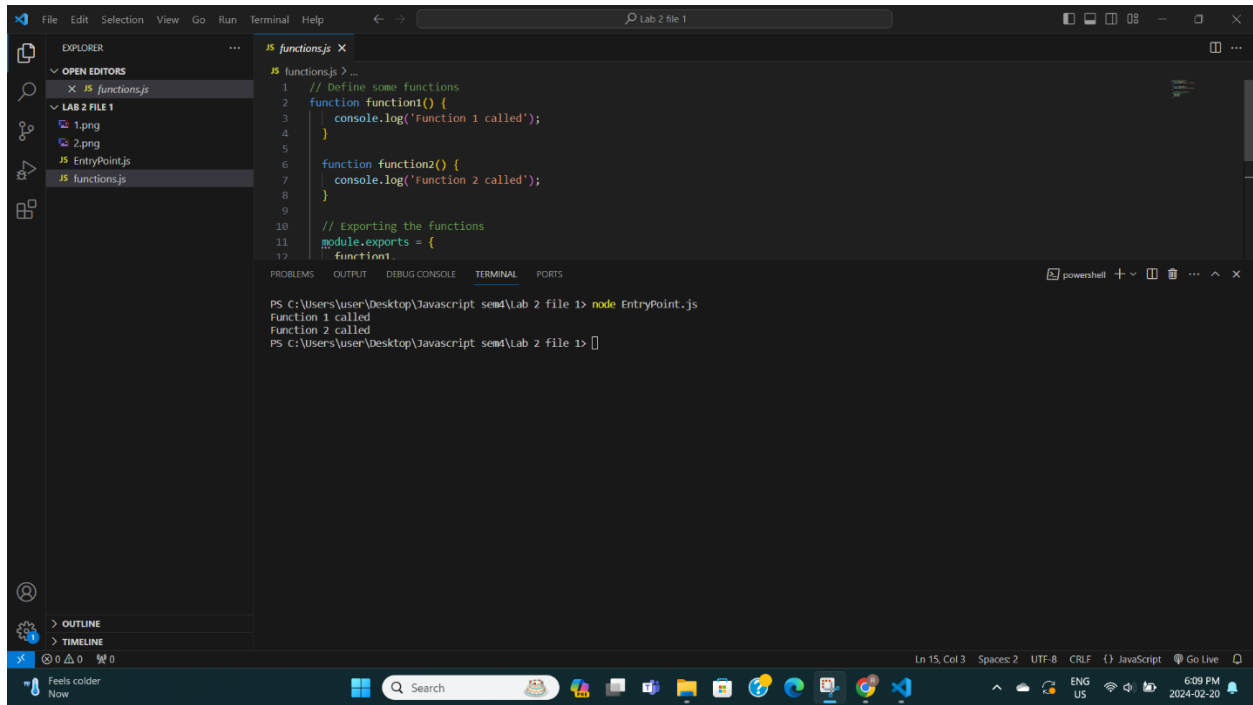 File Edit Selection View Go Run Terminal Help Lab 2 file 1
EXPLORER
OPEN EDITORS
JS functions.js
LAB 2 FILE 1
1.png
2.png
JS EntryPoint.js
JS functions.js
OUTLINE
TIMELINE
JS functions.js
JS functions.js > ...
1 // Define some functions
2 function function1() {
3 console.log('Function 1 called');
4 }
5
6 function function2() {
7 console.log('Function 2 called');
8 }
9
10 // Exporting the functions
11 module.exports = {
12 function1,
PROBLEMS OUTPUT DEBUG CONSOLE TERMINAL PORTS powershell
PS C:\Users\user\Desktop\Javascript sem4\Lab 2 file 1> node EntryPoint.js
Function 1 called
Function 2 called
PS C:\Users\user\Desktop\Javascript sem4\Lab 2 file 1>
0 0 0 Ln 15, Col 3 Spaces: 2 UTF-8 CRLF {} JavaScript Go Live
Feels colder
Now
Search
ENG
US
6:09 PM
2024-02-20